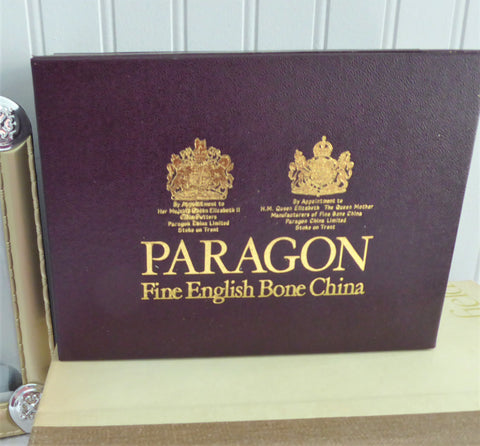 By Appointment to
Her Majesty Queen Elizabeth II
China Potters
Paragon China Limited
Stoke on Trent
By Appointment to
H.M. Queen Elizabeth The Queen Mother
Manufacturers of Fine Bone China
Paragon China Limited
Stoke on Trent
PARAGON
Fine English Bone China